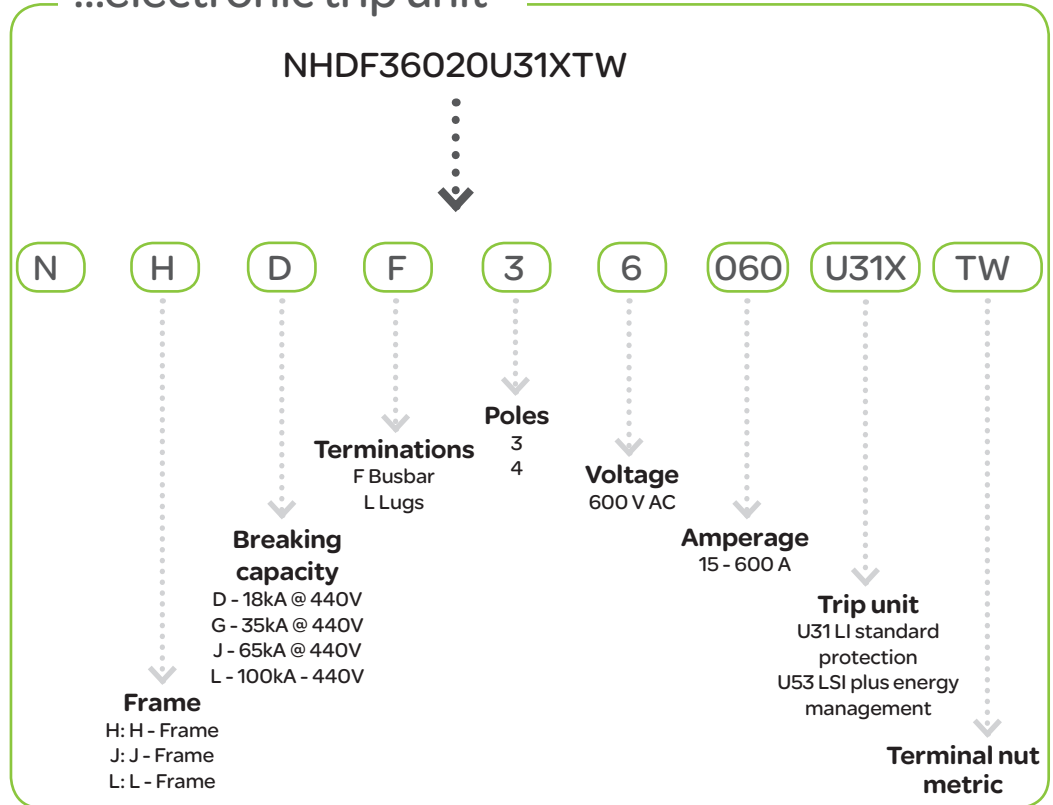 ...electronic trip unit
NHDF36020U31XTW
N H D F 3 6 060 U31X TW
Poles
3
4
Terminations
F Busbar
L Lugs
Voltage
600 V AC
Breaking
capacity
D - 18kA @ 440V
G - 35kA @ 440V
J - 65kA @ 440V
L - 100kA - 440V
Amperage
15 - 600 A
Trip unit
U31 LI standard
protection
U53 LSI plus energy
management
Frame
H: H - Frame
J: J - Frame
L: L - Frame
Terminal nut
metric